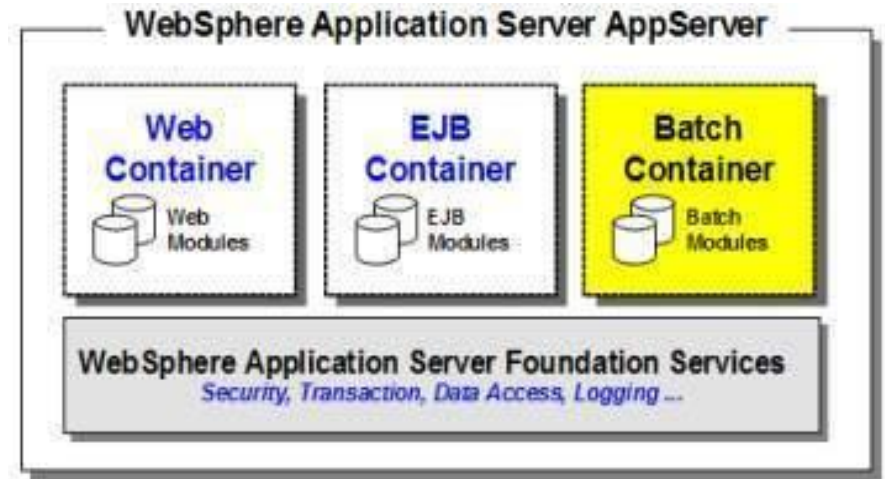 WebSphere Application Server AppServer
Web
Container
Web
Modules
EJB
Container
EJB
Modules
Batch
Container
Batch
Modules
WebSphere Application Server Foundation Services
Security, Transaction, Data Access, Logging ...